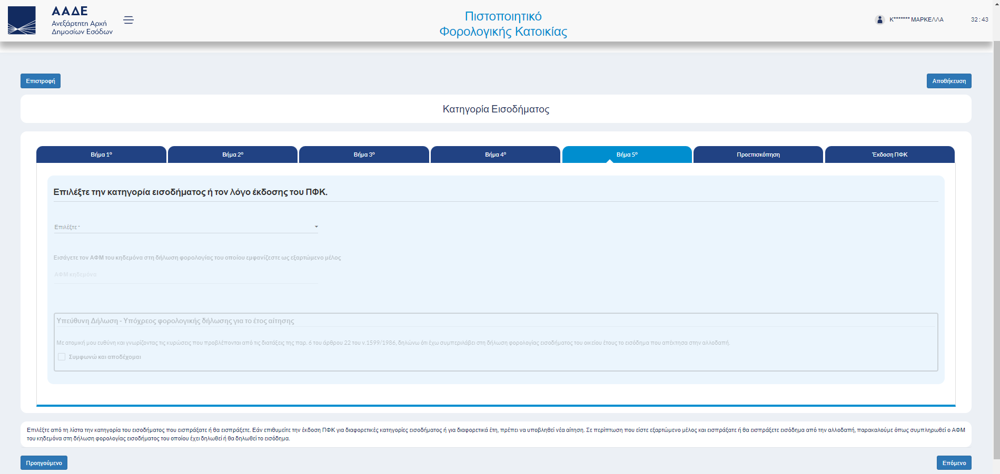 ΑΑΔΕ
Ανεξάρτητη Αρχή
Δημοσίων Εσόδων
Πιστοποιητικό
Φορολογικής Κατοικίας
Κ******* ΜΑΡΚΕΛΛΑ
32 : 43
Επιστροφή
Αποθήκευση
Κατηγορία Εισοδήματος
Βήμα 1º
Βήμα 2º
Βήμα 3º
Βήμα 4º
Βήμα 5º
Προεπισκόπηση
Έκδοση ΠΦΚ
Επιλέξτε την κατηγορία εισοδήματος ή τον λόγο έκδοσης του ΠΦΚ.
Επιλέξτε *
Εισάγετε τον ΑΦΜ του κηδεμόνα στη δήλωση φορολογίας του οποίου εμφανίζεστε ως εξαρτώμενο μέλος
ΑΦΜ κηδεμόνα
Υπεύθυνη Δήλωση - Υπόχρεος φορολογικής δήλωσης για το έτος αίτησης
Με ατομική μου ευθύνη και γνωρίζοντας τις κυρώσεις που προβλέπονται από τις διατάξεις της παρ. 6 του άρθρου 22 του ν.1599/1986, δηλώνω ότι έχω συμπεριλάβει στη δήλωση φορολογίας εισοδήματος του οικείου έτους το εισόδημα που απέκτησα στην αλλοδαπή.
Συμφωνώ και αποδέχομαι
Επιλέξτε από τη λίστα την κατηγορία του εισοδήματος που εισπράξατε ή θα εισπράξετε. Εάν επιθυμείτε την έκδοση ΠΦΚ για διαφορετικές κατηγορίες εισοδήματος ή για διαφορετικά έτη, πρέπει να υποβληθεί νέα αίτηση. Σε περίπτωση που είστε εξαρτώμενο μέλος και εισπράξατε ή θα εισπράξετε εισόδημα από την αλλοδαπή, παρακαλούμε όπως συμπληρωθεί ο ΑΦΜ
του κηδεμόνα στη δήλωση φορολογίας εισοδήματος του οποίου έχει δηλωθεί ή θα δηλωθεί το εισόδημα.
Προηγούμενο
Επόμενο